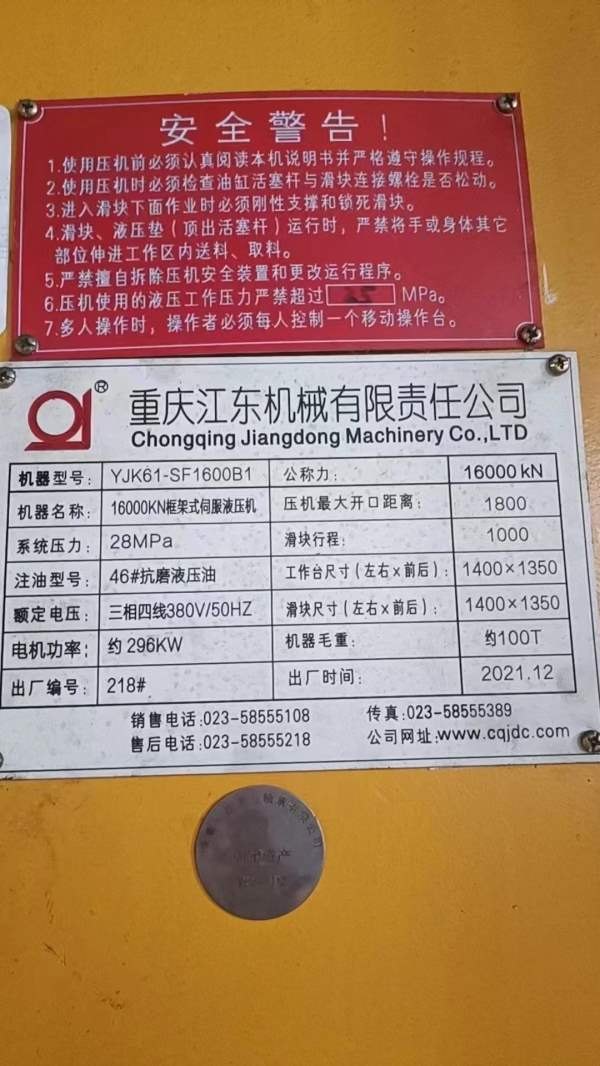 安全警告！
1.使用压机前必须认真阅读本机说明书并严格遵守操作规程。
2.使用压机时必须检查油缸活塞杆与滑块连接螺栓是否松动。
3.进入滑块下面作业时必须刚性支撑和锁死滑块。
4.滑块、液压垫（顶出活塞杆）运行时，严禁将手或身体其它
部位伸进工作区内送料、取料。
5.严禁擅自拆除压机安全装置和更改运行程序。
6.压机使用的液压工作压力严禁超过 25 MPa。
7.多人操作时，操作者必须每人控制一个移动操作台。
® 重庆江东机械有限责任公司
Chongqing Jiangdong Machinery Co.,LTD
机器型号: YJK61-SF1600B1 公称力: 16000kN
机器名称: 16000KN框架式伺服液压机 压机最大开口距离: 1800
系统压力: 28MPa 滑块行程: 1000
注油型号: 46#抗磨液压油 工作台尺寸(左右x前后): 1400×1350
额定电压: 三相四线380V/50HZ 滑块尺寸(左右x前后): 1400×1350
电机功率: 约296KW 机器毛重: 约100T
出厂编号: 218# 出厂时间: 2021.12
销售电话:023-58555108 传真:023-58555389
售后电话:023-58555218 公司网址:www.cqjdc.com